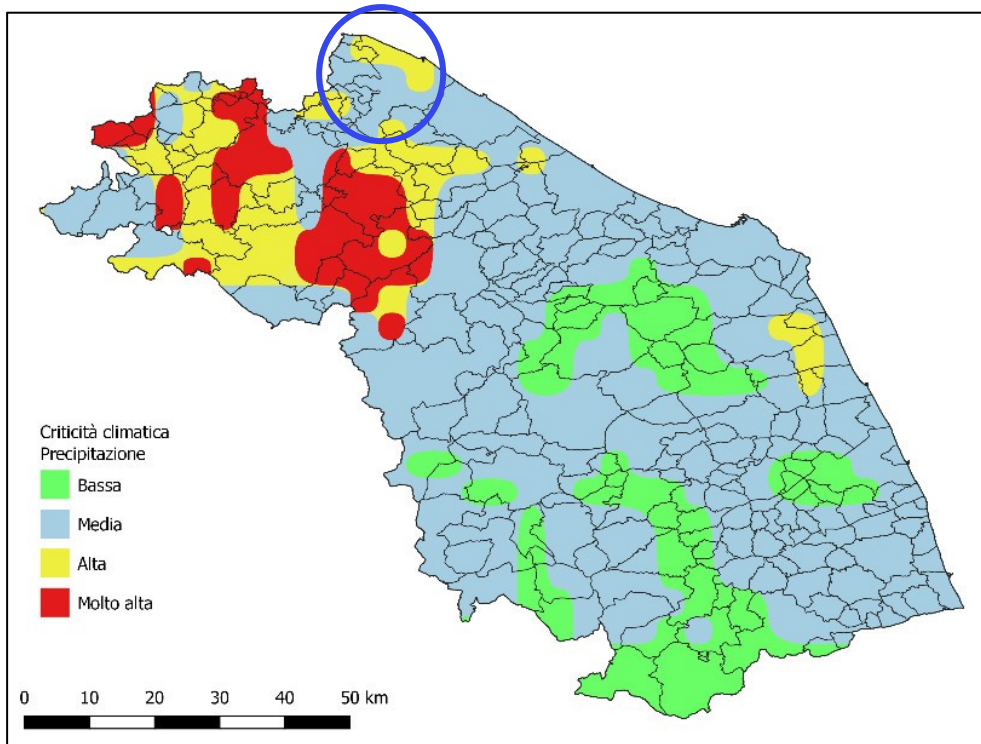 Criticità climatica
Precipitazione
Bassa
Media
Alta
Molto alta
0 10 20 30 40 50 km